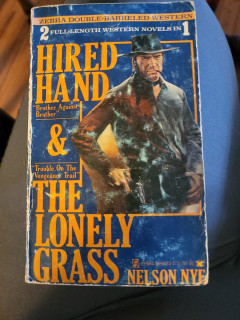 ZEBRA DOUBLE-BARRELED WESTERN
2 FULL-LENGTH WESTERN NOVELS IN 1
HIRED
HAND
Brother Against
Brother
&
Trouble On The
Vengeance Trail
THE
LONELY
GRASS
NELSON NYE